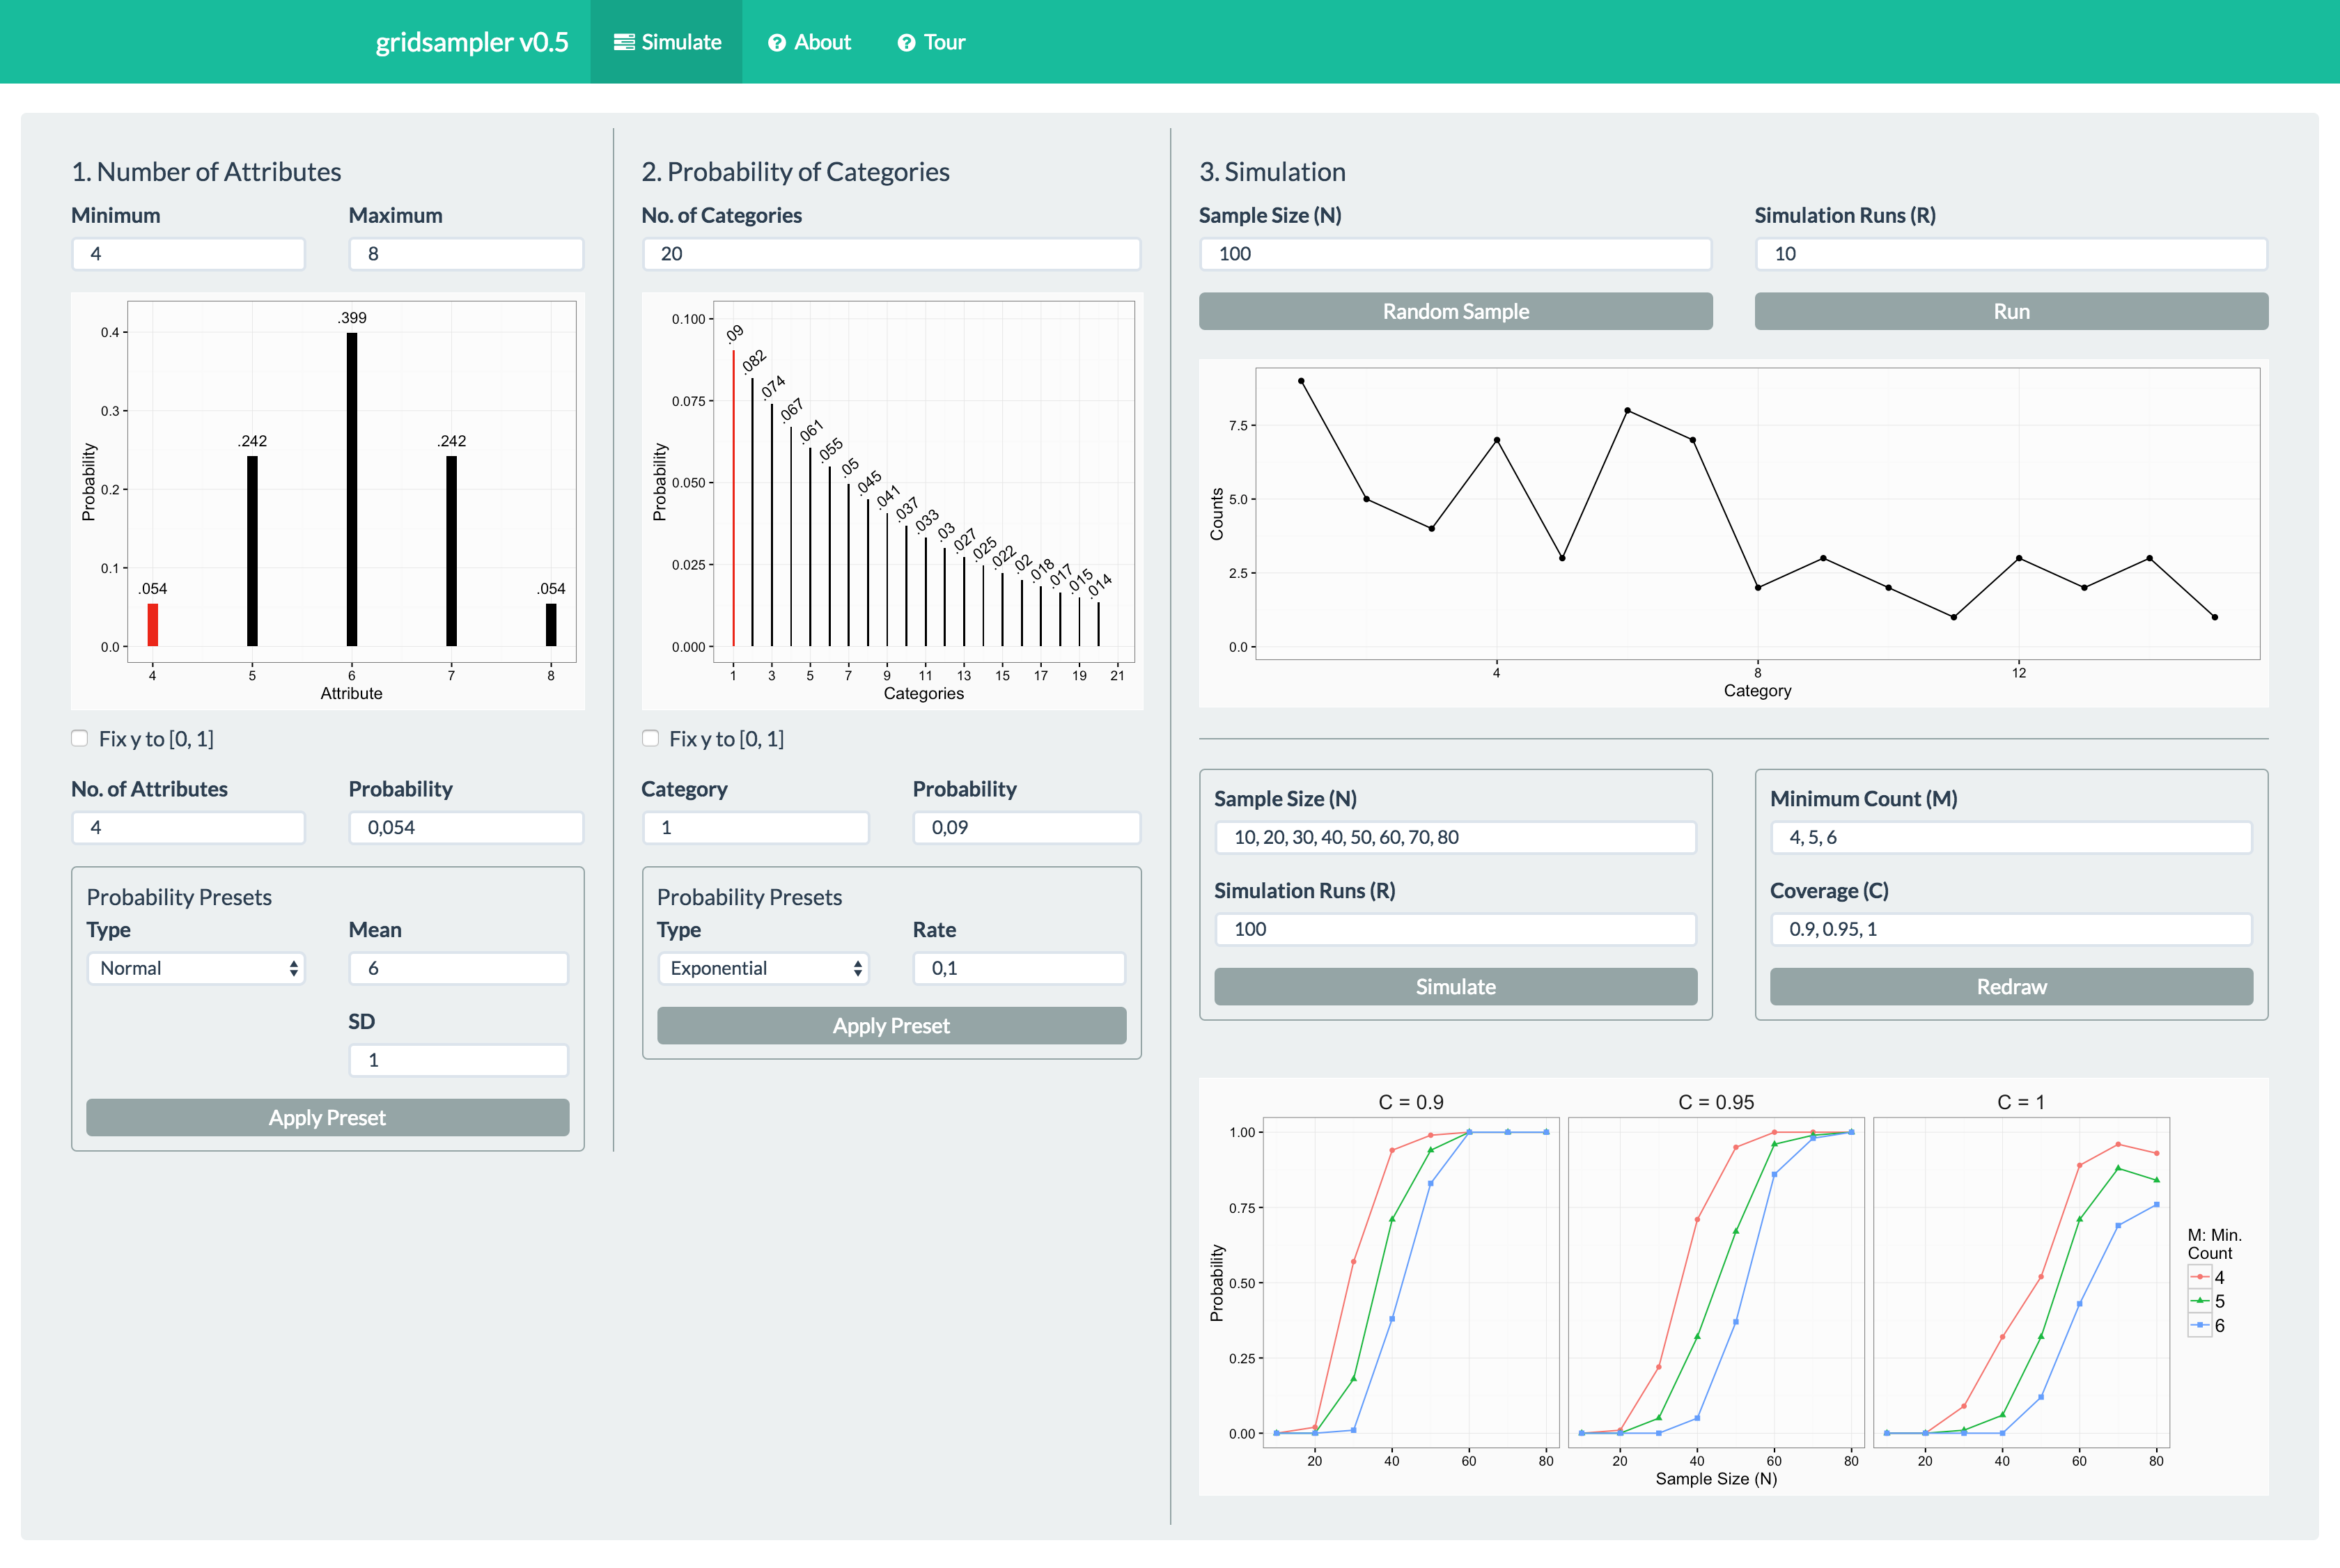 gridsampler v0.5
Simulate
About
Tour
1. Number of Attributes
Minimum
Maximum
4
8
.054
.242
.399
.242
.054
0.4
0.3
0.2
0.1
0.0
Probability
4 5 6 7 8
Attribute
Fix y to [0, 1]
No. of Attributes
Probability
4
0,054
Probability Presets
Type
Mean
Normal
6
SD
1
Apply Preset
2. Probability of Categories
No. of Categories
20
.09
.082
.074
.067
.061
.055
.05
.045
.041
.037
.033
.03
.027
.025
.022
.02
.018
.017
.015
.014
0.100
0.075
0.050
0.025
0.000
Probability
1 3 5 7 9 11 13 15 17 19 21
Categories
Fix y to [0, 1]
Category
Probability
1
0,09
Probability Presets
Type
Rate
Exponential
0,1
Apply Preset
3. Simulation
Sample Size (N)
Simulation Runs (R)
100
10
Random Sample
Run
7.5
5.0
2.5
0.0
Counts
4 8 12
Category
Sample Size (N)
10, 20, 30, 40, 50, 60, 70, 80
Simulation Runs (R)
100
Simulate
Minimum Count (M)
4, 5, 6
Coverage (C)
0.9, 0.95, 1
Redraw
C = 0.9
C = 0.95
C = 1
1.00
0.75
0.50
0.25
0.00
Probability
20 40 60 80
20 40 60 80
20 40 60 80
Sample Size (N)
M: Min.
Count
4
5
6